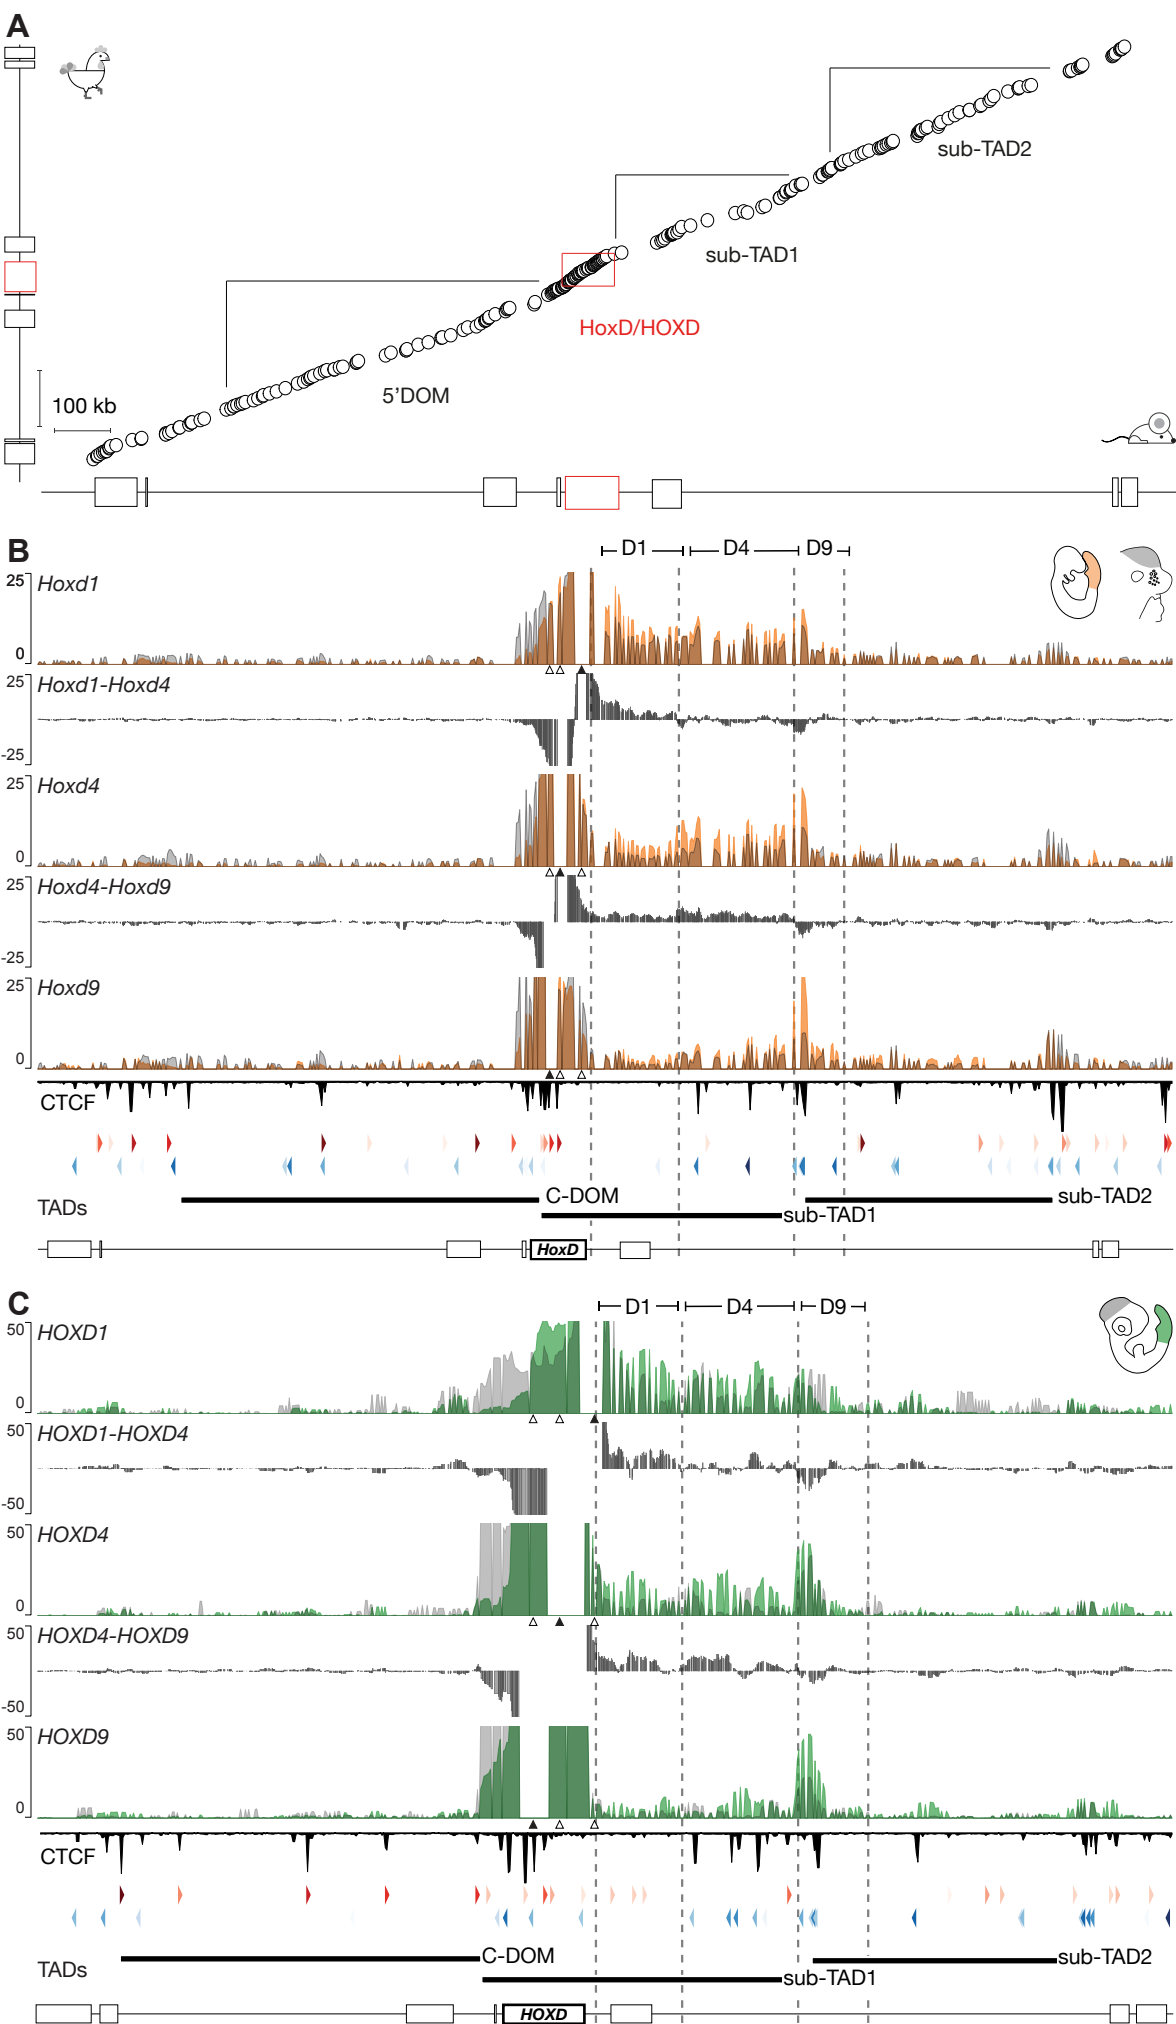 A
sub-TAD2
sub-TAD1
HoxD/HOXD
5'DOM
100 kb
B
D1 D4 D9
25 Hoxd1
0
25 Hoxd1-Hoxd4
-25
25 Hoxd4
0
25 Hoxd4-Hoxd9
-25
25 Hoxd9
0
CTCF
TADs C-DOM sub-TAD1 sub-TAD2
HoxD
C
D1 D4 D9
50 HOXD1
0
50 HOXD1-HOXD4
-50
50 HOXD4
0
50 HOXD4-HOXD9
-50
50 HOXD9
0
CTCF
TADs C-DOM sub-TAD1 sub-TAD2
HOXD